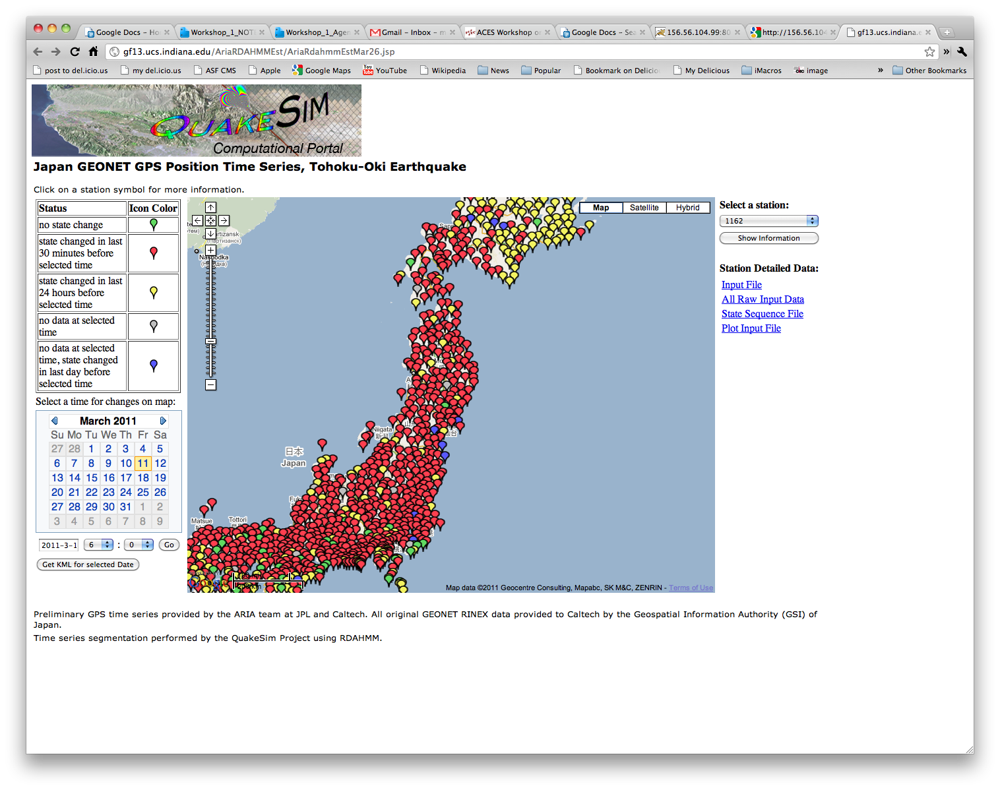 Google Docs - Ho
Workshop_1_NOTI
Workshop_1_Agen
Gmail - Inbox - m
ACES Workshop on
Google Docs - Sea
156.56.104.99:80
http://156.56.104
gf13.ucs.indiana.e
gf13.ucs.indiana.edu/AriaRDAHMMEst/AriaRdahmmEstMar26.jsp
post to del.icio.us
my del.icio.us
ASF CMS
Apple
Google Maps
YouTube
Wikipedia
News
Popular
Bookmark on Delicio
My Delicious
iMacros
image
»
Other Bookmarks
QUAKESIM
Computational Portal
Japan GEONET GPS Position Time Series, Tohoku-Oki Earthquake
Click on a station symbol for more information.
Status Icon Color
no state change
state changed in last
30 minutes before
selected time
state changed in last
24 hours before
selected time
no data at selected
time
no data at selected
time, state changed
in last day before
selected time
Select a time for changes on map:
March 2011
Su Mo Tu We Th Fr Sa
27 28 1 2 3 4 5
6 7 8 9 10 11 12
13 14 15 16 17 18 19
20 21 22 23 24 25 26
27 28 29 30 31 1 2
3 4 5 6 7 8 9
2011-3-1 6 : 0 Go
Get KML for selected Date
Map Satellite Hybrid
(Партизанск)
(Находка)
Niigata
新潟
仙台
日本
Japan
Matsue
Tottori
Map data ©2011 Geocentre Consulting, Mapabc, SK M&C, ZENRIN - Terms of Use
Select a station:
1162
Show Information
Station Detailed Data:
Input File
All Raw Input Data
State Sequence File
Plot Input File
Preliminary GPS time series provided by the ARIA team at JPL and Caltech. All original GEONET RINEX data provided to Caltech by the Geospatial Information Authority (GSI) of
Japan.
Time series segmentation performed by the QuakeSim Project using RDAHMM.